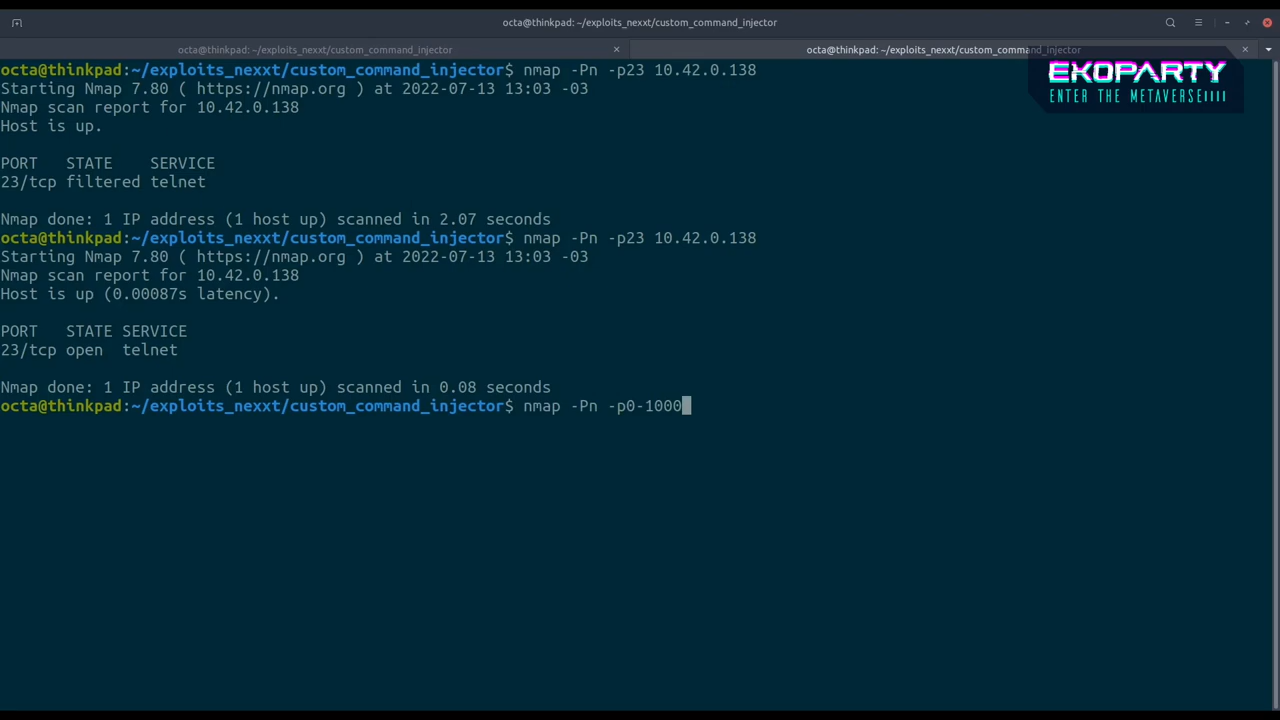 octa@thinkpad: ~/exploits_nexxt/custom_command_injector
octa@thinkpad: ~/exploits_nexxt/custom_command_injector
octa@thinkpad: ~/exploits_nexxt/custom_command_injector
EKOPARTY
ENTER THE METAVERSE
octa@thinkpad:~/exploits_nexxt/custom_command_injector$ nmap -Pn -p23 10.42.0.138
Starting Nmap 7.80 ( https://nmap.org ) at 2022-07-13 13:03 -03
Nmap scan report for 10.42.0.138
Host is up.
PORT   STATE    SERVICE
23/tcp filtered telnet
Nmap done: 1 IP address (1 host up) scanned in 2.07 seconds
octa@thinkpad:~/exploits_nexxt/custom_command_injector$ nmap -Pn -p23 10.42.0.138
Starting Nmap 7.80 ( https://nmap.org ) at 2022-07-13 13:03 -03
Nmap scan report for 10.42.0.138
Host is up (0.00087s latency).
PORT   STATE SERVICE
23/tcp open  telnet
Nmap done: 1 IP address (1 host up) scanned in 0.08 seconds
octa@thinkpad:~/exploits_nexxt/custom_command_injector$ nmap -Pn -p0-1000